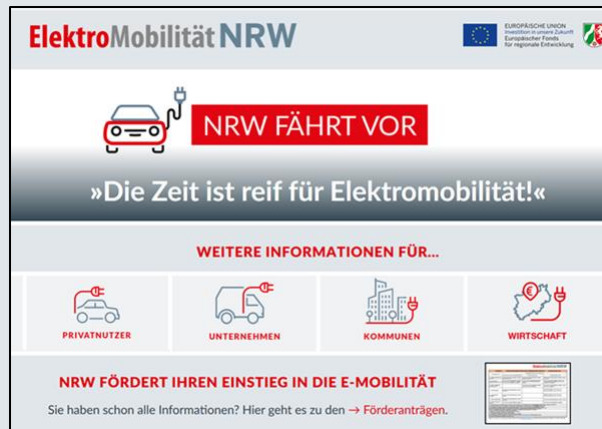 ElektroMobilität NRW
EUROPÄISCHE UNION
Investition in unsere Zukunft
Europäischer Fonds
für regionale Entwicklung
NRW FÄHRT VOR
»Die Zeit ist reif für Elektromobilität!«
WEITERE INFORMATIONEN FÜR...
PRIVATNUTZER
UNTERNEHMEN
KOMMUNEN
WIRTSCHAFT
NRW FÖRDERT IHREN EINSTIEG IN DIE E-MOBILITÄT
Sie haben schon alle Informationen? Hier geht es zu den → Förderanträgen.